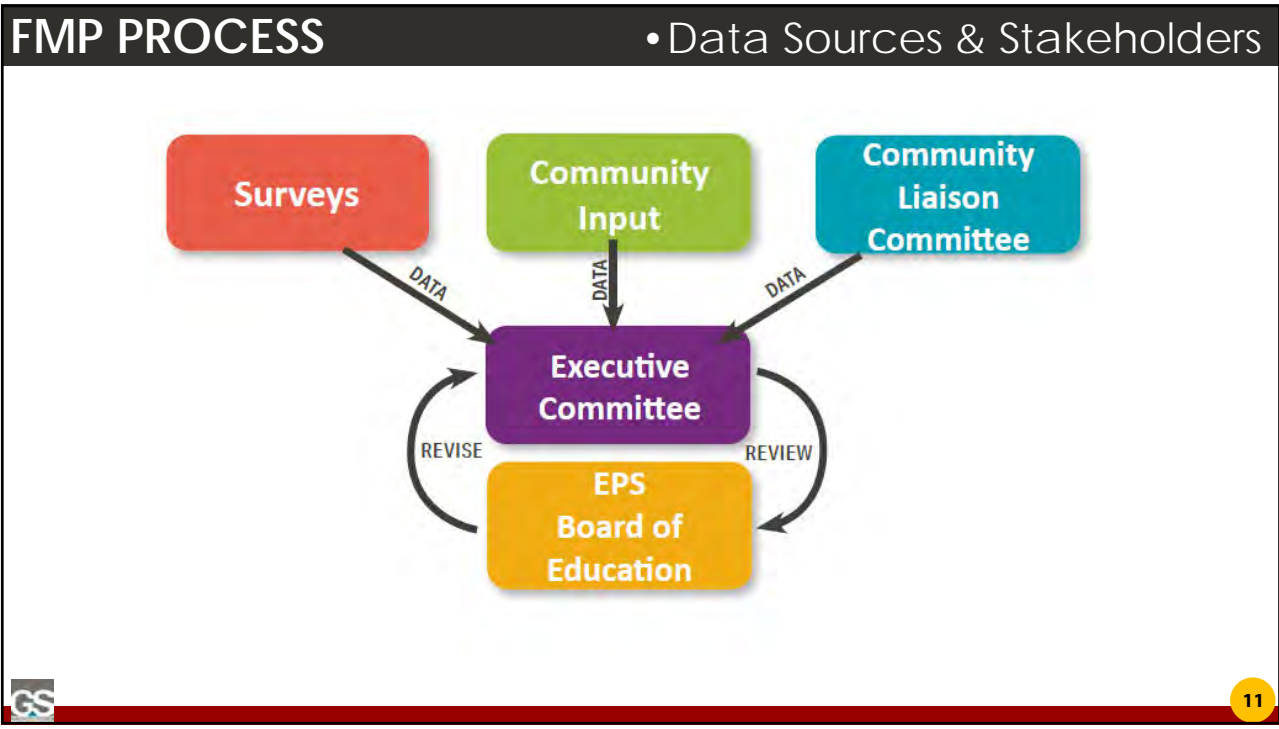 FMP PROCESS
•Data Sources & Stakeholders
Surveys
Community
Input
Community
Liaison
Committee
DATA
DATA
DATA
Executive
Committee
REVISE
REVIEW
EPS
Board of
Education
GS
11